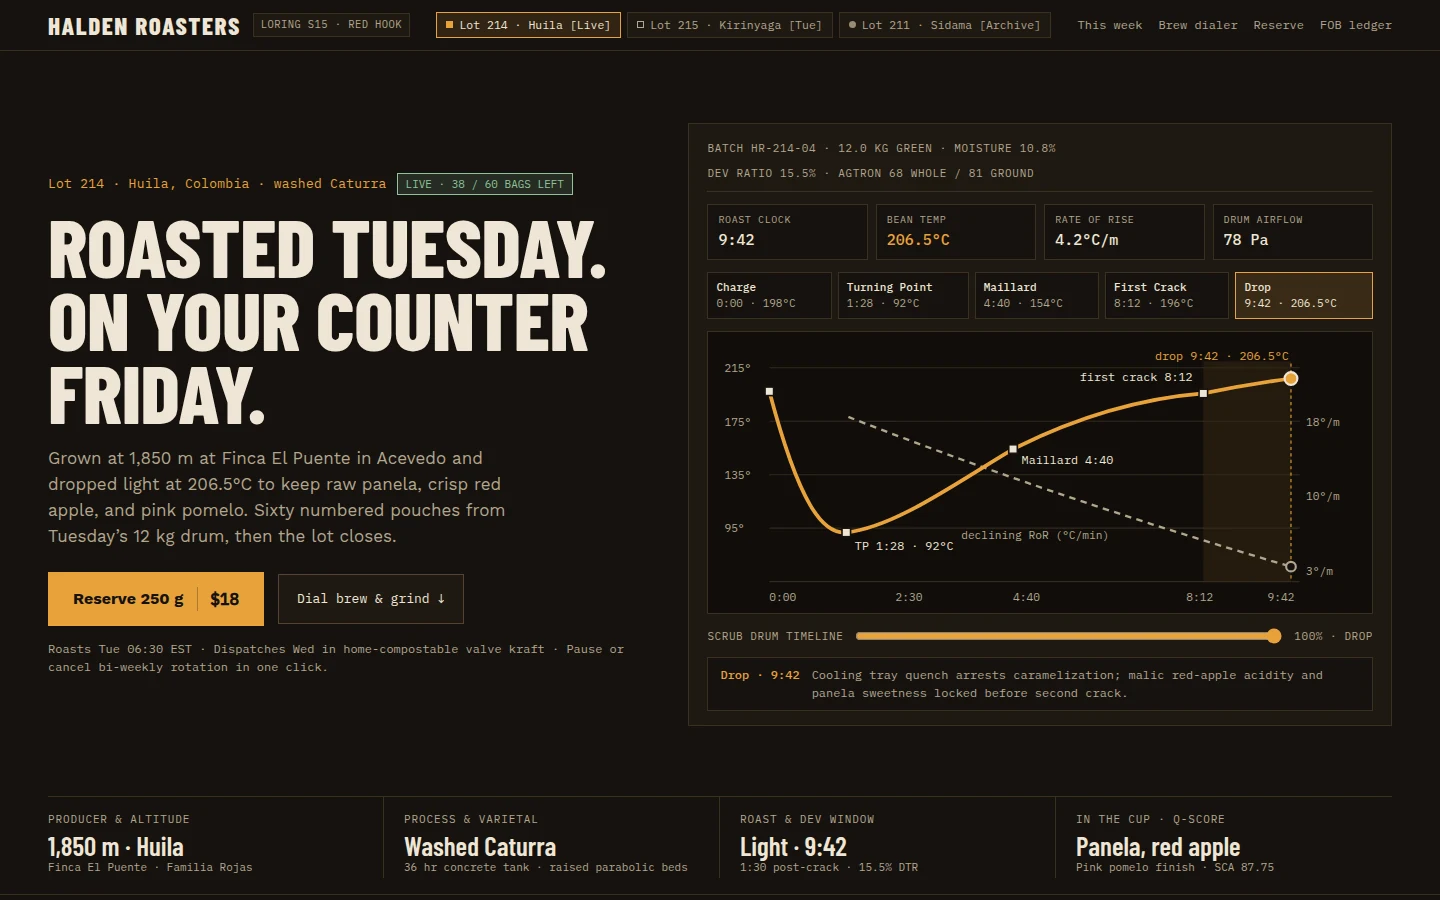 HALDEN ROASTERS
LORING S15 · RED HOOK
Lot 214 · Huila [Live]
Lot 215 · Kirinyaga [Tue]
Lot 211 · Sidama [Archive]
This week
Brew dialer
Reserve
FOB ledger
Lot 214 · Huila, Colombia · washed Caturra
LIVE · 38 / 60 BAGS LEFT
ROASTED TUESDAY.
ON YOUR COUNTER
FRIDAY.
Grown at 1,850 m at Finca El Puente in Acevedo and
dropped light at 206.5°C to keep raw panela, crisp red
apple, and pink pomelo. Sixty numbered pouches from
Tuesday’s 12 kg drum, then the lot closes.
Reserve 250 g
$18
Dial brew & grind ↓
Roasts Tue 06:30 EST · Dispatches Wed in home-compostable valve kraft · Pause or
cancel bi-weekly rotation in one click.
BATCH HR-214-04 · 12.0 KG GREEN · MOISTURE 10.8%
DEV RATIO 15.5% · AGTRON 68 WHOLE / 81 GROUND
ROAST CLOCK
9:42
BEAN TEMP
206.5°C
RATE OF RISE
4.2°C/m
DRUM AIRFLOW
78 Pa
Charge
0:00 · 198°C
Turning Point
1:28 · 92°C
Maillard
4:40 · 154°C
First Crack
8:12 · 196°C
Drop
9:42 · 206.5°C
drop 9:42 · 206.5°C
215°
first crack 8:12
175°
18°/m
Maillard 4:40
135°
10°/m
95°
declining RoR (°C/min)
TP 1:28 · 92°C
3°/m
0:00
2:30
4:40
8:12
9:42
SCRUB DRUM TIMELINE
100% · DROP
Drop · 9:42
Cooling tray quench arrests caramelization; malic red-apple acidity and
panela sweetness locked before second crack.
PRODUCER & ALTITUDE
1,850 m · Huila
Finca El Puente · Familia Rojas
PROCESS & VARIETAL
Washed Caturra
36 hr concrete tank · raised parabolic beds
ROAST & DEV WINDOW
Light · 9:42
1:30 post-crack · 15.5% DTR
IN THE CUP · Q-SCORE
Panela, red apple
Pink pomelo finish · SCA 87.75